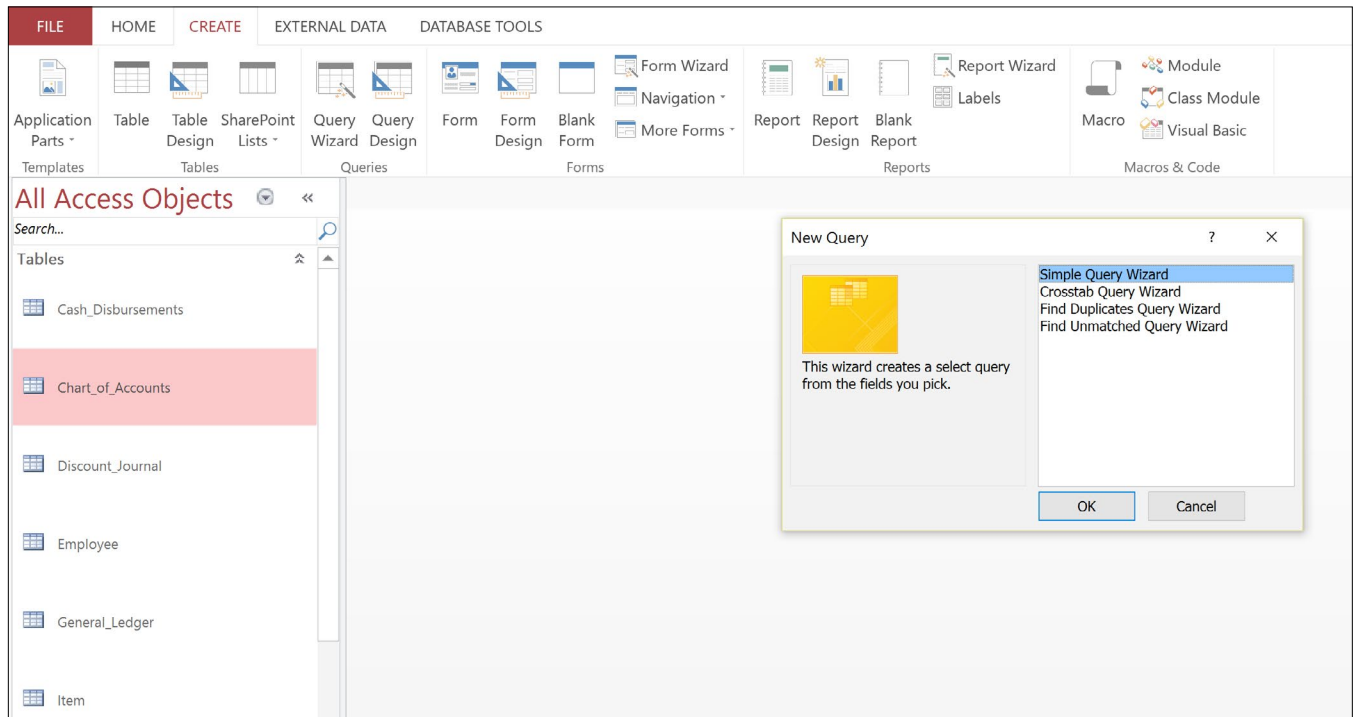 FILE HOME CREATE EXTERNAL DATA DATABASE TOOLS
Application Parts
Table
Table Design
SharePoint Lists
Query Wizard
Query Design
Form
Form Design
Blank Form
Form Wizard
Navigation
More Forms
Report
Report Design
Blank Report
Report Wizard
Labels
Macro
Module
Class Module
Visual Basic
Templates Tables Queries Forms Reports Macros & Code
All Access Objects
Search...
Tables
Cash_Disbursements
Chart_of_Accounts
Discount_Journal
Employee
General_Ledger
Item
New Query ?
This wizard creates a select query
from the fields you pick.
Simple Query Wizard
Crosstab Query Wizard
Find Duplicates Query Wizard
Find Unmatched Query Wizard
OK Cancel